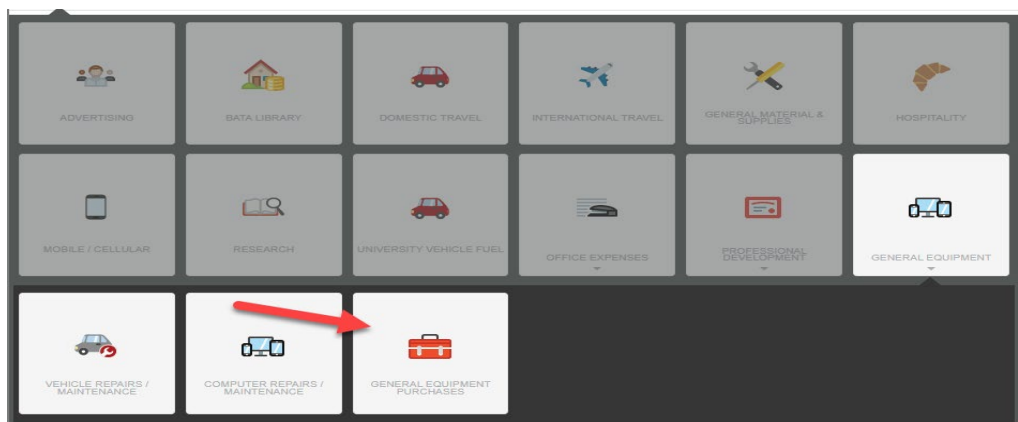 ADVERTISING
BATA LIBRARY
DOMESTIC TRAVEL
INTERNATIONAL TRAVEL
GENERAL MATERIAL &
SUPPLIES
HOSPITALITY
MOBILE / CELLULAR
RESEARCH
UNIVERSITY VEHICLE FUEL
OFFICE EXPENSES
PROFESSIONAL
DEVELOPMENT
GENERAL EQUIPMENT
VEHICLE REPAIRS /
MAINTENANCE
COMPUTER REPAIRS /
MAINTENANCE
GENERAL EQUIPMENT
PURCHASES